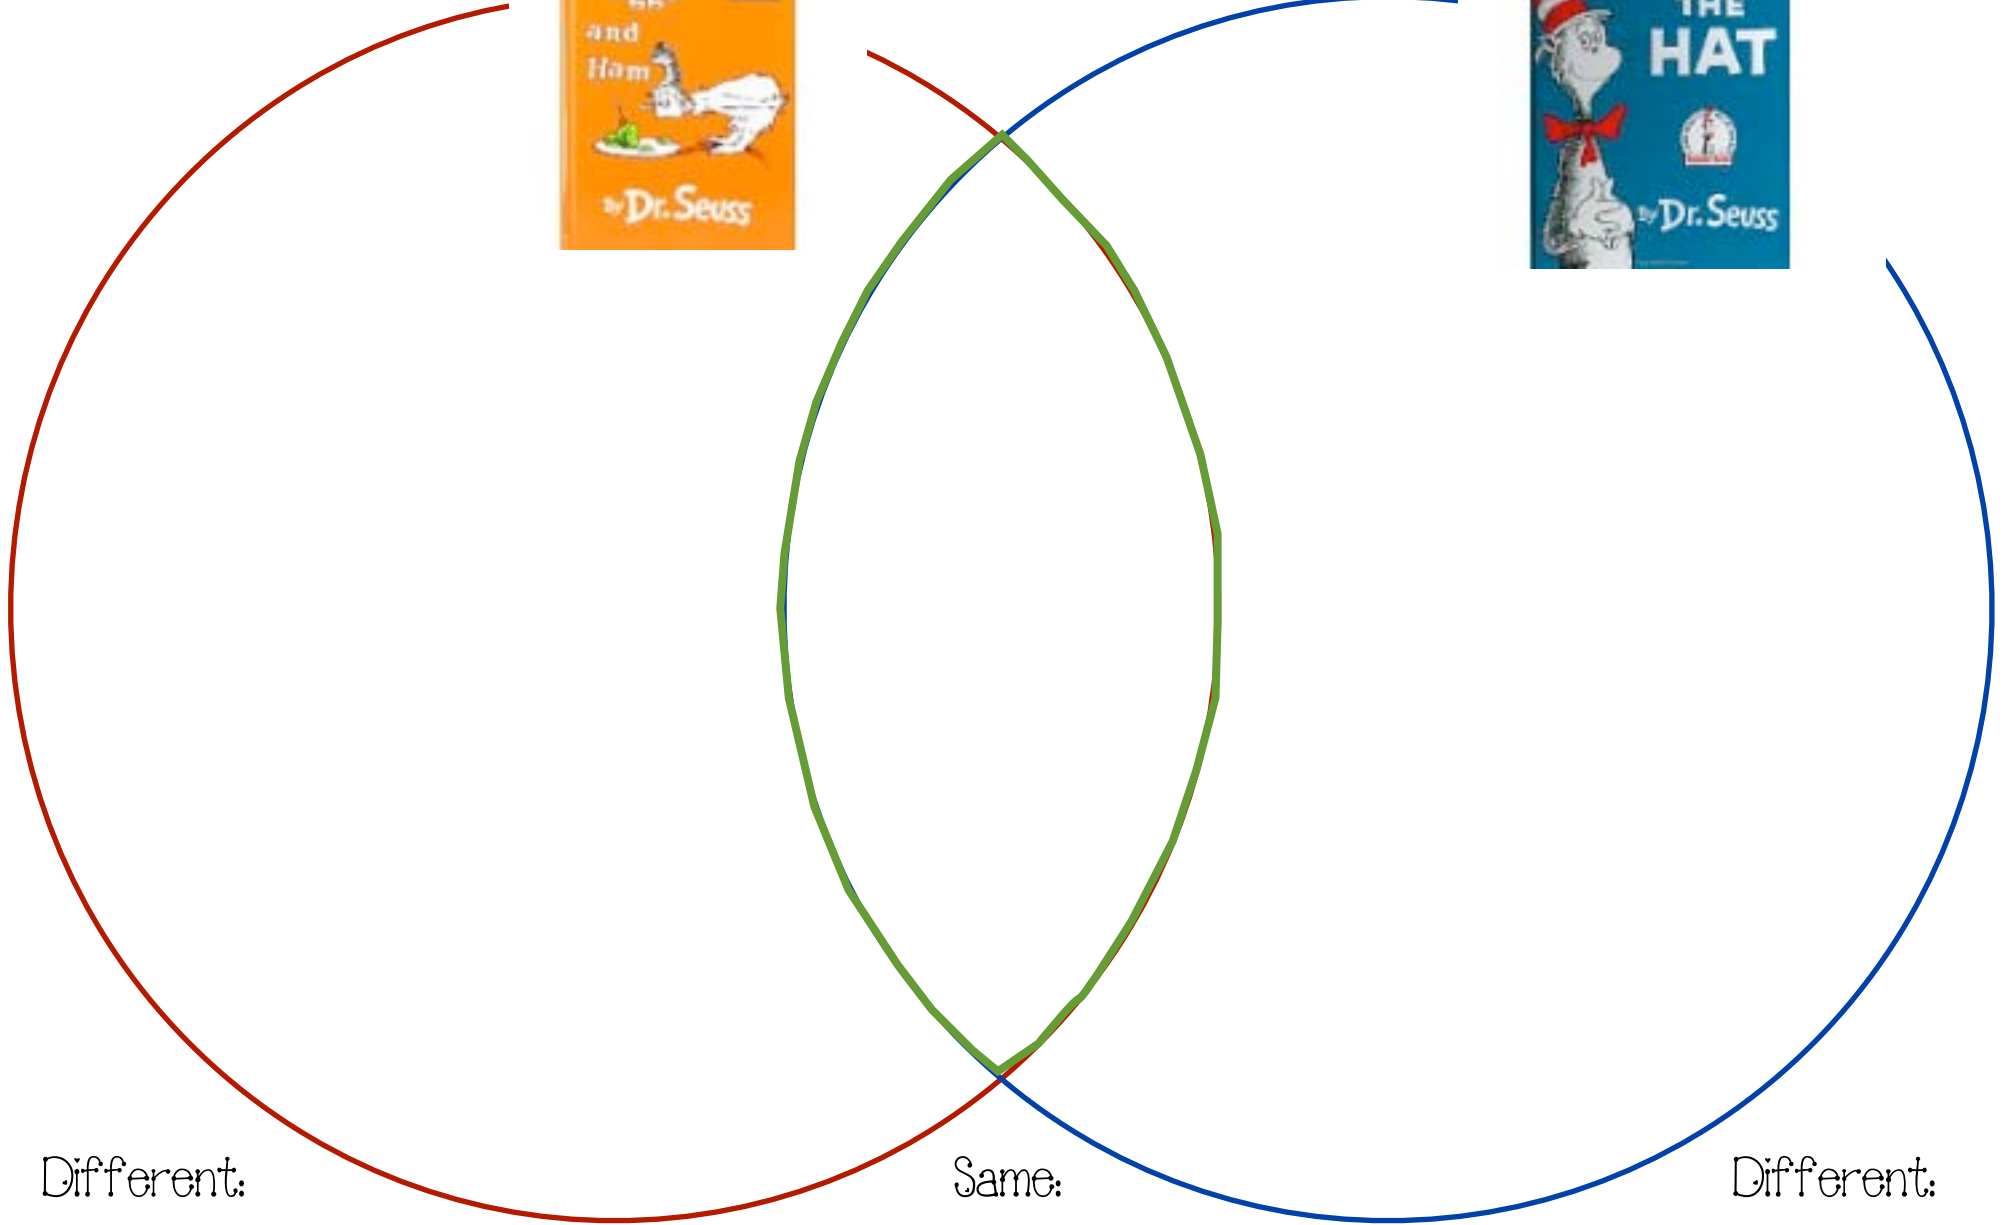 and
Ham
By Dr. Seuss
THE
HAT
By Dr. Seuss
Different:
Same:
Different: